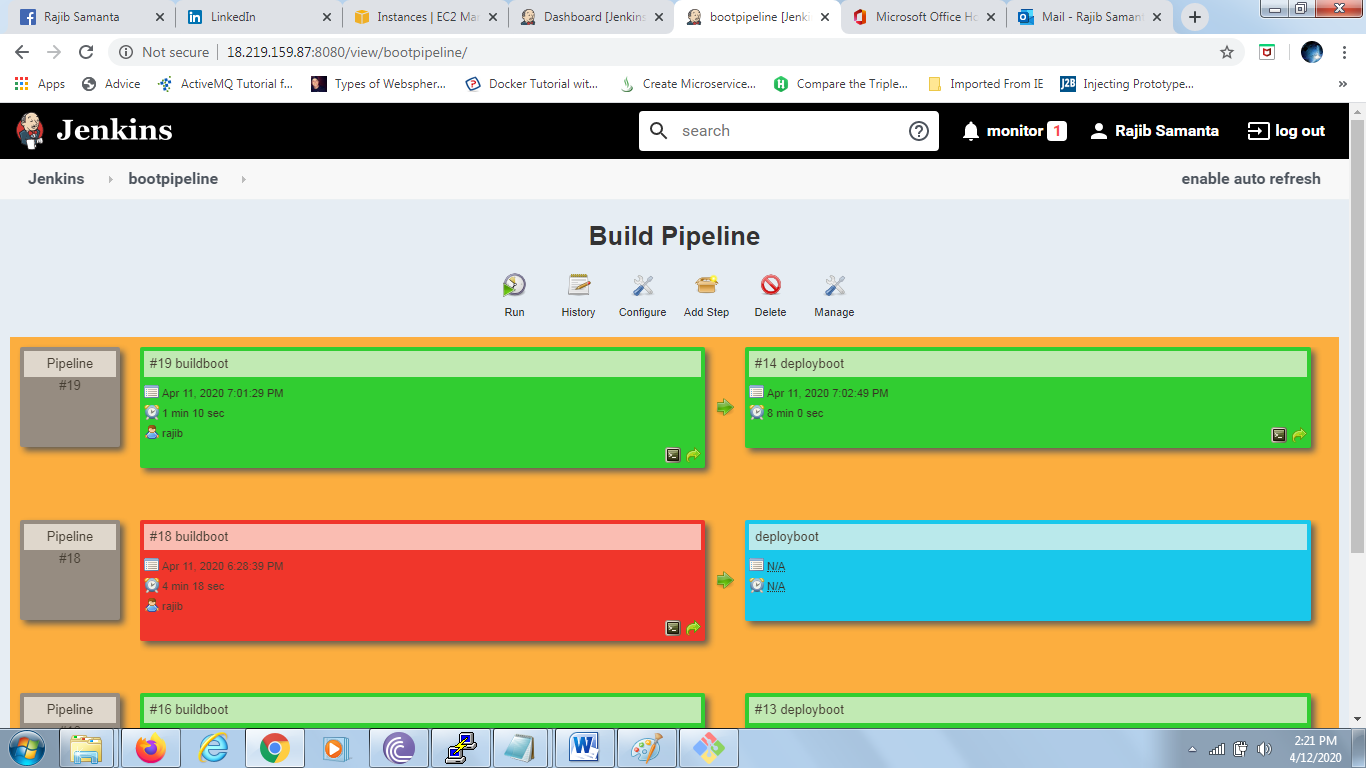 Rajib Samanta
LinkedIn
Instances | EC2 Mar
Dashboard [Jenkins
bootpipeline [Jenki
Microsoft Office Ho
Mail - Rajib Samant
Not secure | 18.219.159.87:8080/view/bootpipeline/
Apps
Advice
ActiveMQ Tutorial f...
Types of Webspher...
Docker Tutorial wit...
Create Microservice...
Compare the Triple...
Imported From IE
J2B Injecting Prototype...
»
Jenkins
search
monitor 1
Rajib Samanta
log out
Jenkins
bootpipeline
enable auto refresh
Build Pipeline
Run
History
Configure
Add Step
Delete
Manage
Pipeline
#19
#19 buildboot
Apr 11, 2020 7:01:29 PM
1 min 10 sec
rajib
#14 deployboot
Apr 11, 2020 7:02:49 PM
8 min 0 sec
Pipeline
#18
#18 buildboot
Apr 11, 2020 6:28:39 PM
4 min 18 sec
rajib
deployboot
N/A
N/A
Pipeline
#16 buildboot
#13 deployboot
2:21 PM
4/12/2020